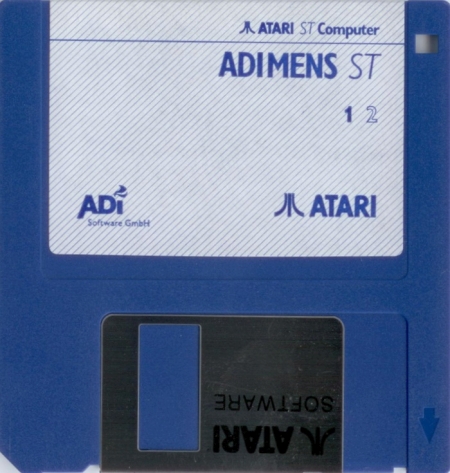 ATARI ST Computer
ADIMENS ST
1 2
ADI
Software GmbH
ATARI
ATARI
SOFTWARE